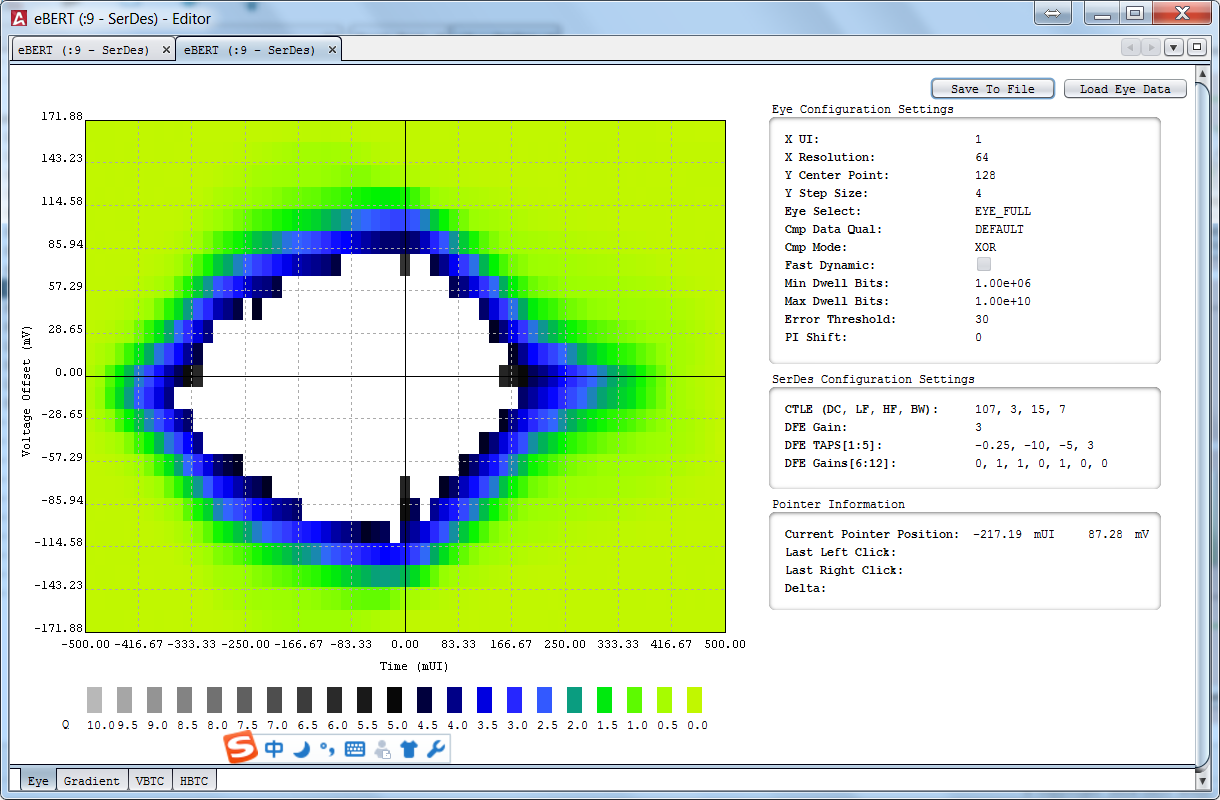 eBERT (:9 - SerDes) - Editor
eBERT (:9 - SerDes) eBERT (:9 - SerDes)
Save To File Load Eye Data
Eye Configuration Settings
X UI: 1
X Resolution: 64
Y Center Point: 128
Y Step Size: 4
Eye Select: EYE_FULL
Cmp Data Qual: DEFAULT
Cmp Mode: XOR
Fast Dynamic:
Min Dwell Bits: 1.00e+06
Max Dwell Bits: 1.00e+10
Error Threshold: 30
PI Shift: 0
SerDes Configuration Settings
CTLE (DC, LF, HF, BW): 107, 3, 15, 7
DFE Gain: 3
DFE TAPS[1:5]: -0.25, -10, -5, 3
DFE Gains[6:12]: 0, 1, 1, 0, 1, 0, 0
Pointer Information
Current Pointer Position: -217.19 mUI 87.28 mV
Last Left Click:
Last Right Click:
Delta:
171.88
143.23
114.58
85.94
57.29
28.65
0.00
-28.65
-57.29
-85.94
-114.58
-143.23
-171.88
Voltage Offset (mV)
-500.00 -416.67 -333.33 -250.00 -166.67 -83.33 0.00 83.33 166.67 250.00 333.33 416.67 500.00
Time (mUI)
Q 10.0 9.5 9.0 8.5 8.0 7.5 7.0 6.5 6.0 5.5 5.0 4.5 4.0 3.5 3.0 2.5 2.0 1.5 1.0 0.5 0.0
S 中
Eye Gradient VBTC HBTC